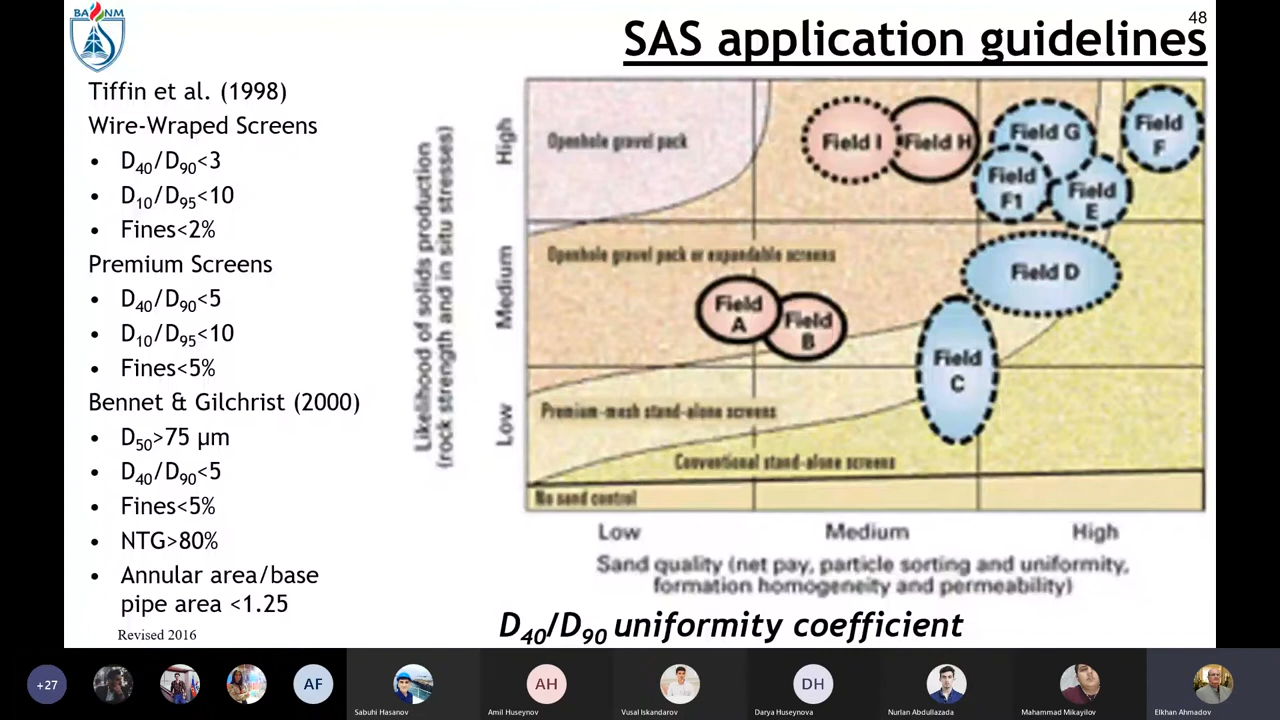 BA NM
48
SAS application guidelines
Tiffin et al. (1998)
Wire-Wraped Screens
• D40/D90<3
• D10/D95<10
• Fines<2%
Premium Screens
• D40/D90<5
• D10/D95<10
• Fines<5%
Bennet & Gilchrist (2000)
• D50>75 µm
• D40/D90<5
• Fines<5%
• NTG>80%
• Annular area/base
pipe area <1.25
Revised 2016
Likelihood of solids production
(rock strength and in situ stresses)
High
Medium
Low
Openhole gravel pack
Field I
Field H
Field G
Field
F
Field
F1
Field
E
Openhole gravel pack or expandable screens
Field D
Field
A
Field
B
Field
C
Premium-mesh stand-alone screens
Conventional stand-alone screens
No sand control
Low
Medium
High
Sand quality (net pay, particle sorting and uniformity,
formation homogeneity and permeability)
D40/D90 uniformity coefficient
+27
AF
AH
DH
Sabuhi Hasanov
Amil Huseynov
Vusal Iskandarov
Darya Huseynova
Nurlan Abdullazada
Mahammad Mikayilov
Elkhan Ahmadov